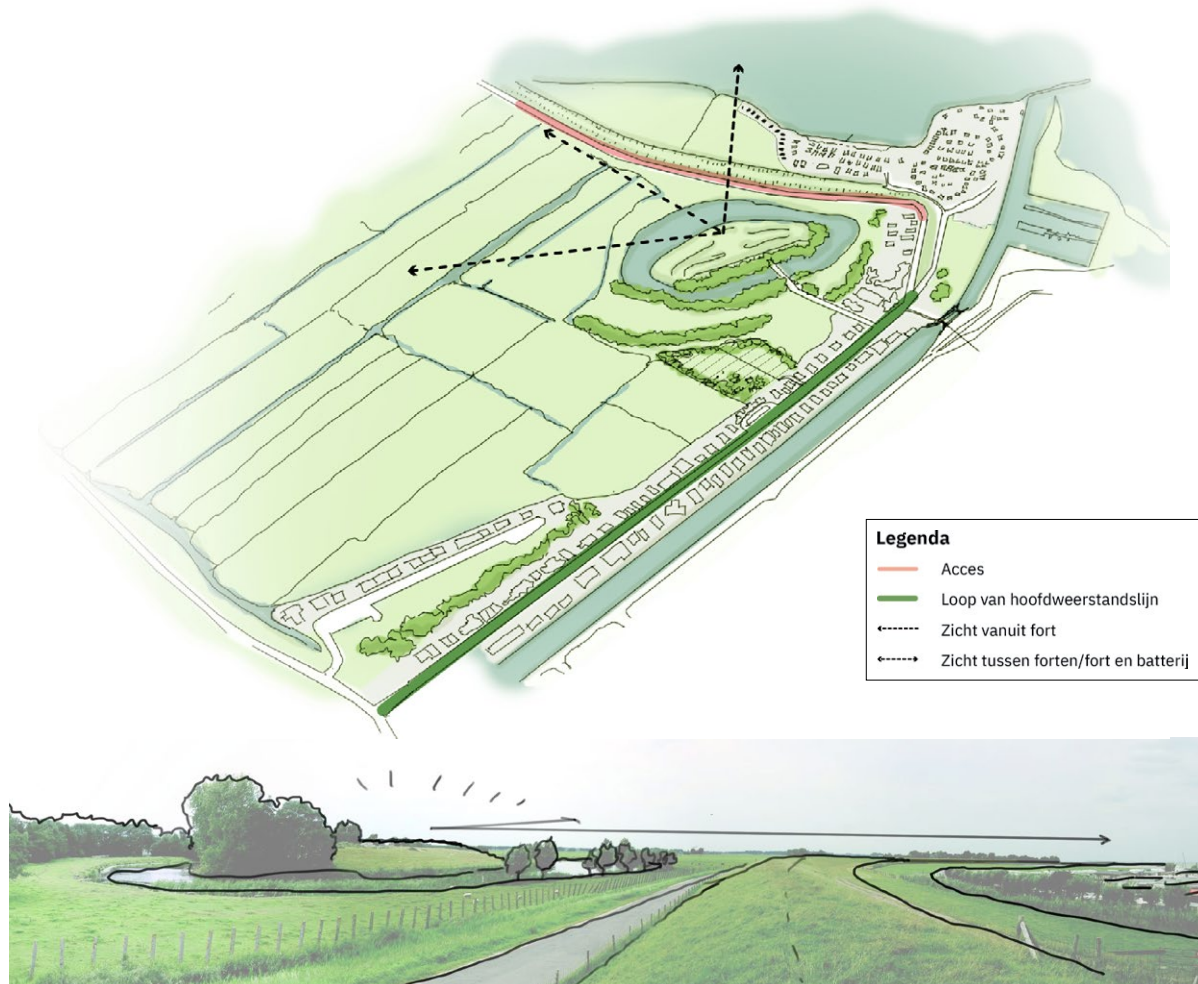 Legenda
Acces
Loop van hoofdweerstandslijn
Zicht vanuit fort
Zicht tussen forten/fort en batterij